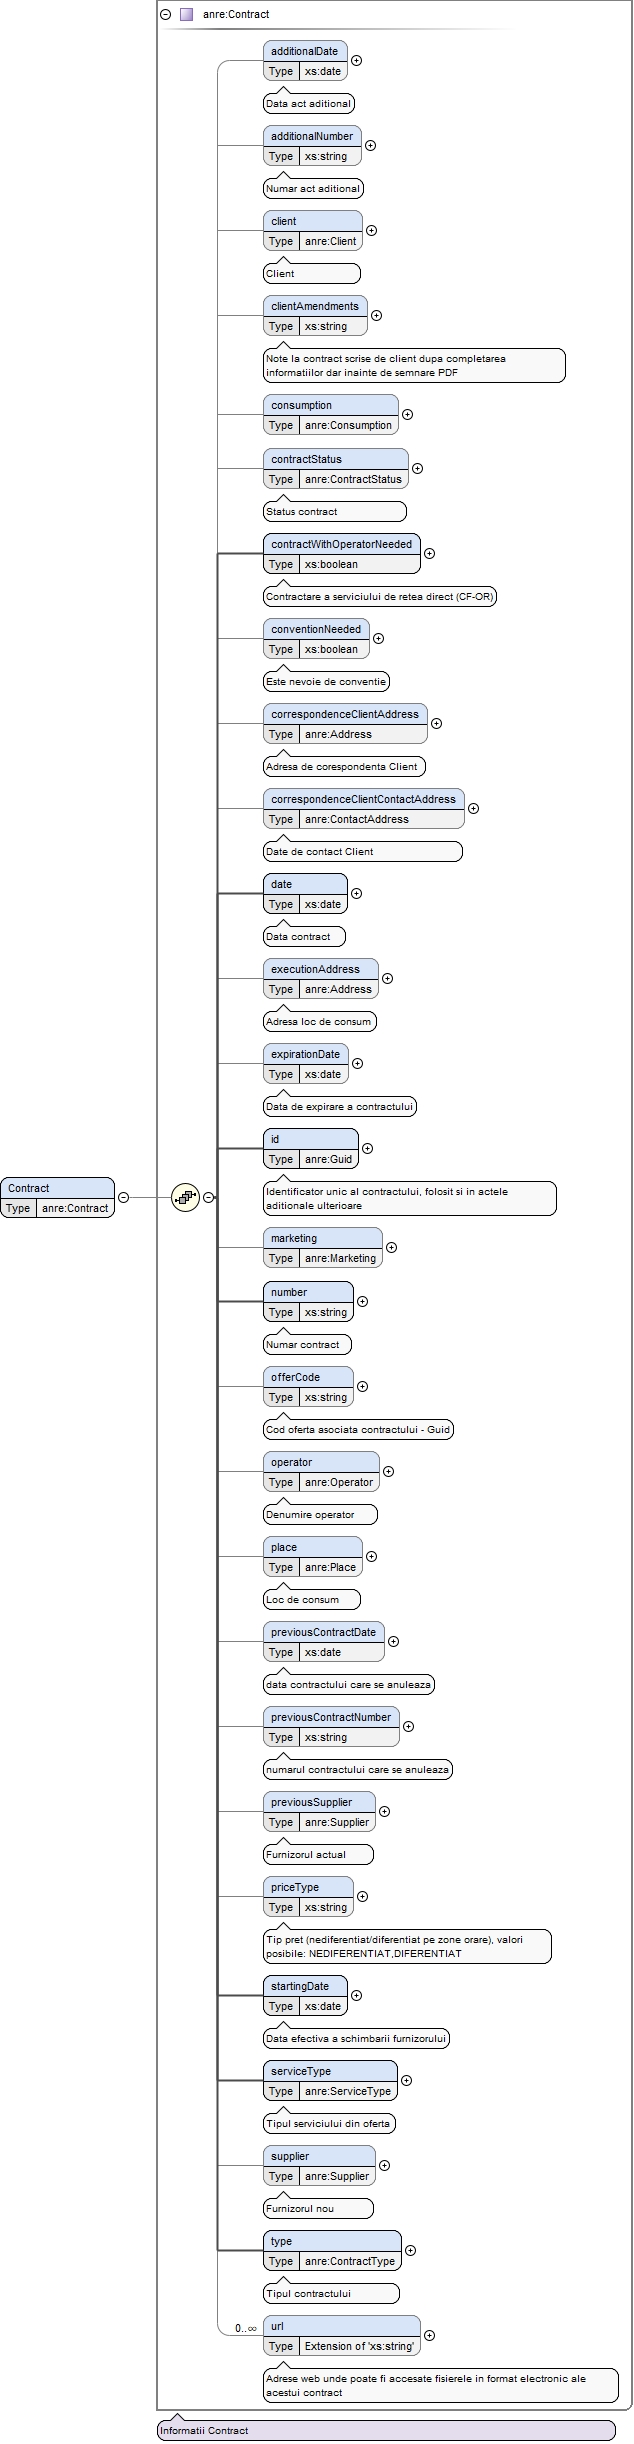 anre:Contract
additionalDate
Type xs:date
Data act aditional
additionalNumber
Type xs:string
Numar act aditional
client
Type anre:Client
Client
clientAmendments
Type xs:string
Note la contract scrise de client dupa completarea
informatiilor dar inainte de semnare PDF
consumption
Type anre:Consumption
contractStatus
Type anre:ContractStatus
Status contract
contractWithOperatorNeeded
Type xs:boolean
Contractare a serviciului de retea direct (CF-OR)
conventionNeeded
Type xs:boolean
Este nevoie de conventie
correspondenceClientAddress
Type anre:Address
Adresa de corespondenta Client
correspondenceClientContactAddress
Type anre:ContactAddress
Date de contact Client
date
Type xs:date
Data contract
executionAddress
Type anre:Address
Adresa loc de consum
expirationDate
Type xs:date
Data de expirare a contractului
id
Type anre:Guid
Identificator unic al contractului, folosit si in actele
aditionale ulterioare
Contract
Type anre:Contract
marketing
Type anre:Marketing
number
Type xs:string
Numar contract
offerCode
Type xs:string
Cod oferta asociata contractului - Guid
operator
Type anre:Operator
Denumire operator
place
Type anre:Place
Loc de consum
previousContractDate
Type xs:date
data contractului care se anuleaza
previousContractNumber
Type xs:string
numarul contractului care se anuleaza
previousSupplier
Type anre:Supplier
Furnizorul actual
priceType
Type xs:string
Tip pret (nediferentiat/diferentiat pe zone orare), valori
posibile: NEDIFERENTIAT,DIFERENTIAT
startingDate
Type xs:date
Data efectiva a schimbarii furnizorului
serviceType
Type anre:ServiceType
Tipul serviciului din oferta
supplier
Type anre:Supplier
Furnizorul nou
type
Type anre:ContractType
Tipul contractului
0..∞ url
Type Extension of 'xs:string'
Adrese web unde poate fi accesate fisierele in format electronic ale
acestui contract
Informatii Contract